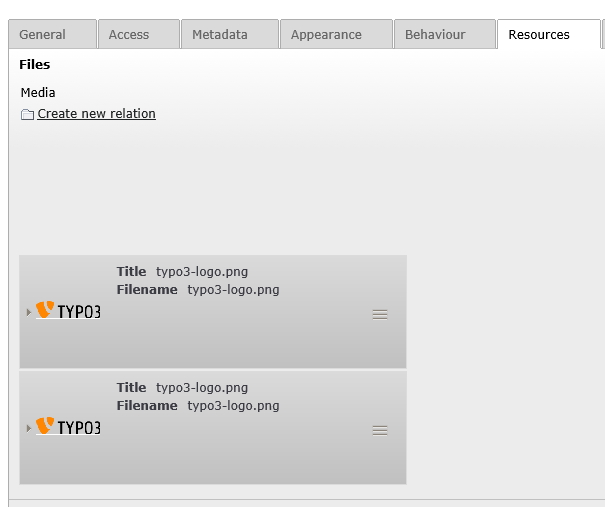 General Access Metadata Appearance Behaviour Resources
Files
Media
Create new relation
Title typo3-logo.png
Filename typo3-logo.png
TYPO3
Title typo3-logo.png
Filename typo3-logo.png
TYPO3